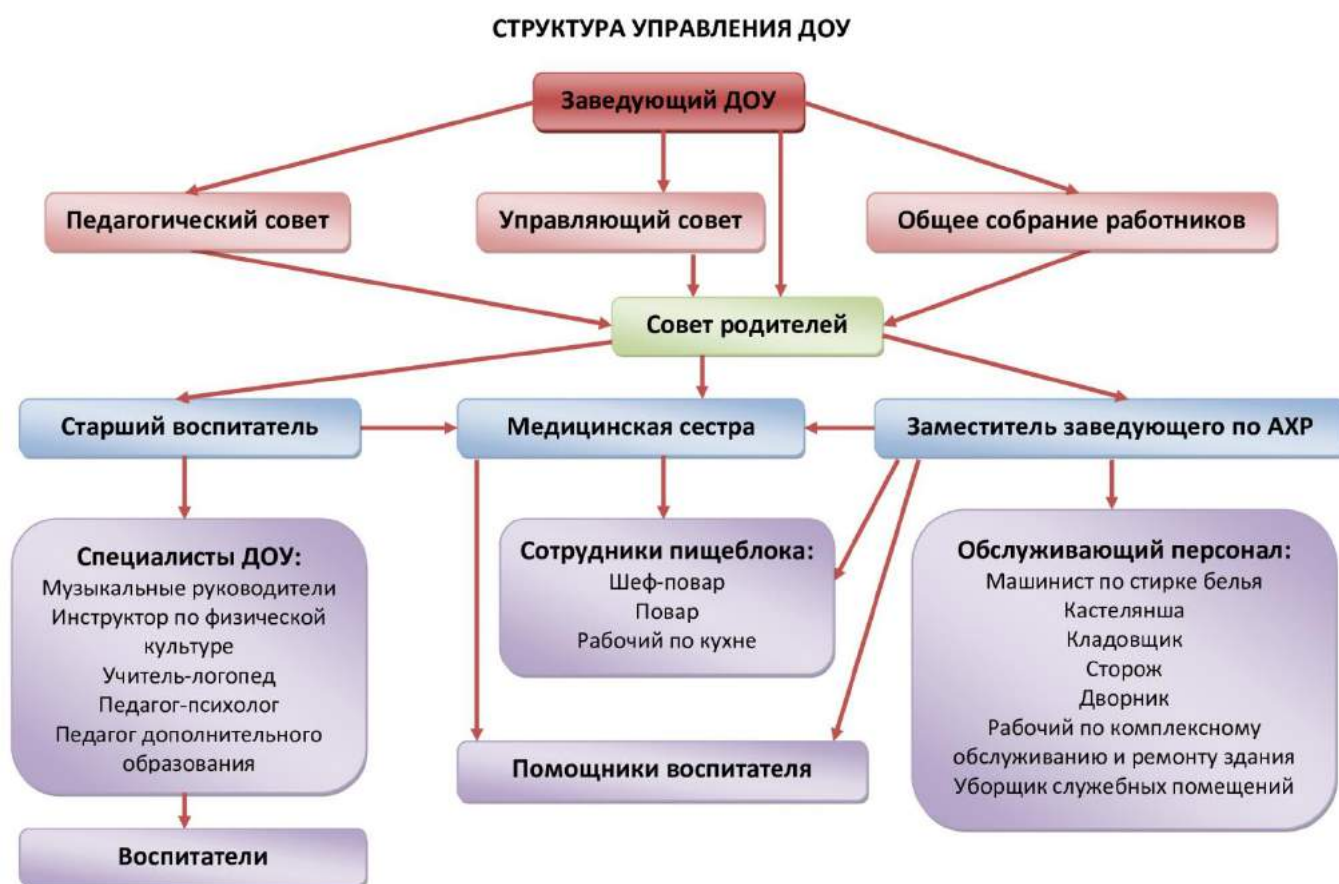 СТРУКТУРА УПРАВЛЕНИЯ ДОУ
Заведующий ДОУ
Педагогический совет
Управляющий совет
Общее собрание работников
Совет родителей
Старший воспитатель
Медицинская сестра
Заместитель заведующего по АХР
Специалисты ДОУ:
Музыкальные руководители
Инструктор по физической
культуре
Учитель-логопед
Педагог-психолог
Педагог дополнительного
образования
Сотрудники пищеблока:
Шеф-повар
Повар
Рабочий по кухне
Обслуживающий персонал:
Машинист по стирке белья
Кастелянша
Кладовщик
Сторож
Дворник
Рабочий по комплексному
обслуживанию и ремонту здания
Уборщик служебных помещений
Помощники воспитателя
Воспитатели